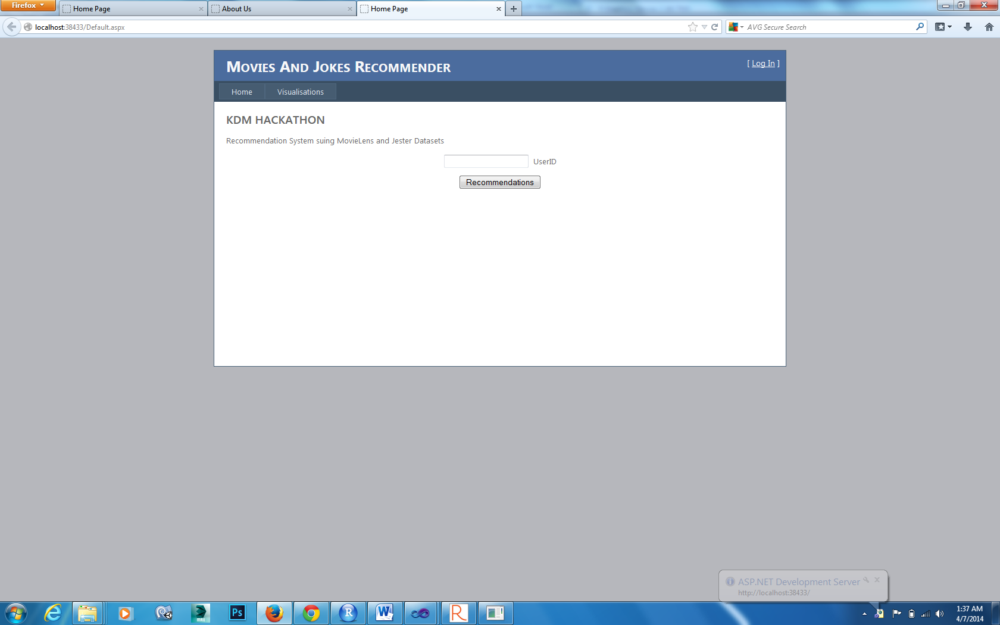 Firefox
Home Page
About Us
Home Page
localhost:38433/Default.aspx
AVG Secure Search
Movies And Jokes Recommender
[ Log In ]
Home
Visualisations
KDM HACKATHON
Recommendation System suing MovieLens and Jester Datasets
UserID
Recommendations
ASP.NET Development Server
http://localhost:38433/
MAX
Ps
R
W
R
1:37 AM
4/7/2014